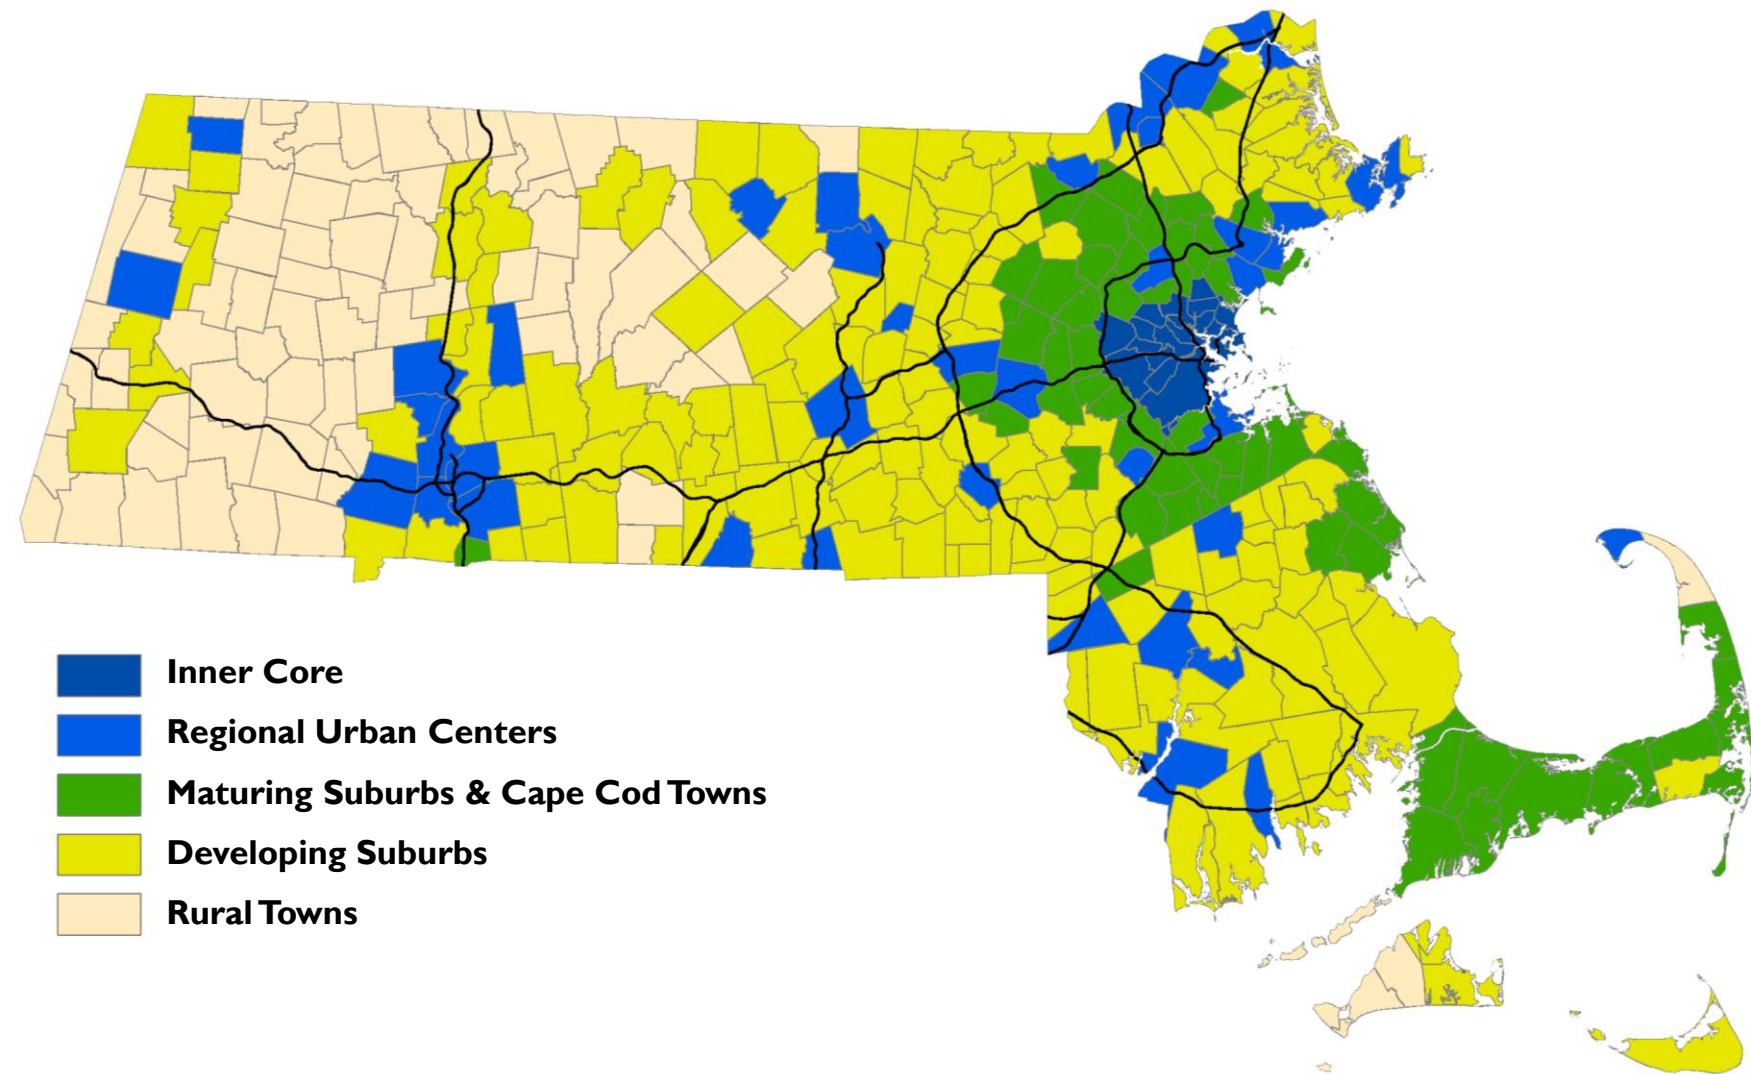 Inner Core
Regional Urban Centers
Maturing Suburbs & Cape Cod Towns
Developing Suburbs
Rural Towns